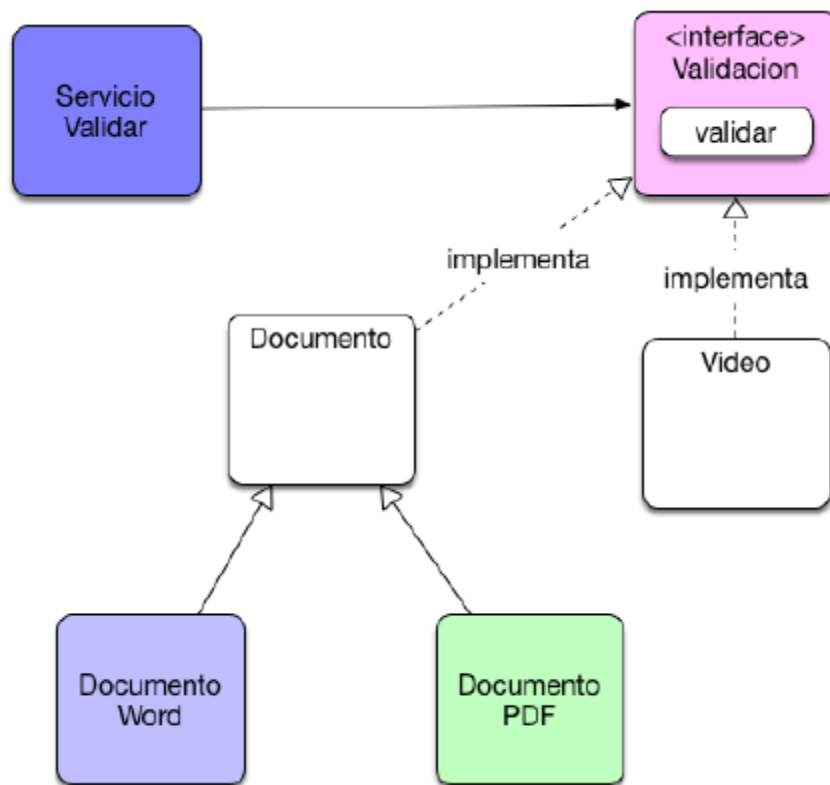 Servicio
Validar
<interface>
Validacion
validar
implementa
implementa
Documento
Video
Documento
Word
Documento
PDF